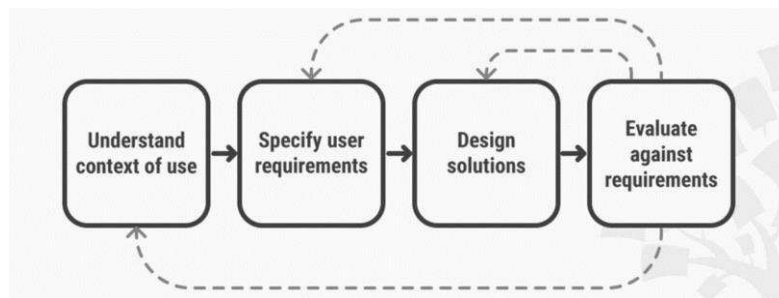 Understand
context of use
Specify user
requirements
Design
solutions
Evaluate
against
requirements